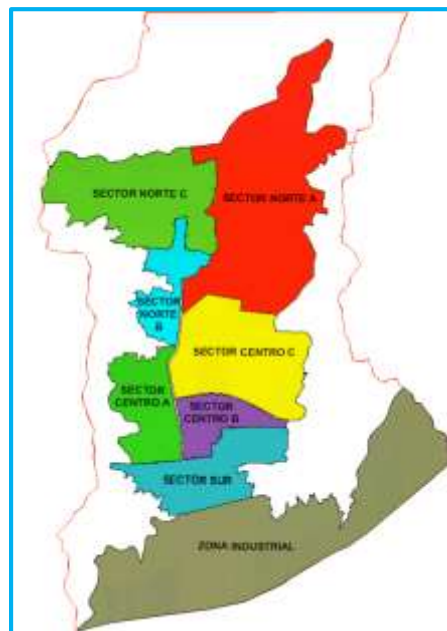 SECTOR NORTE C
SECTOR NORTE A
SECTOR
NORTE
B
SECTOR CENTRO C
SECTOR
CENTRO A
SECTOR
CENTRO B
SECTOR SUR
ZONA INDUSTRIAL